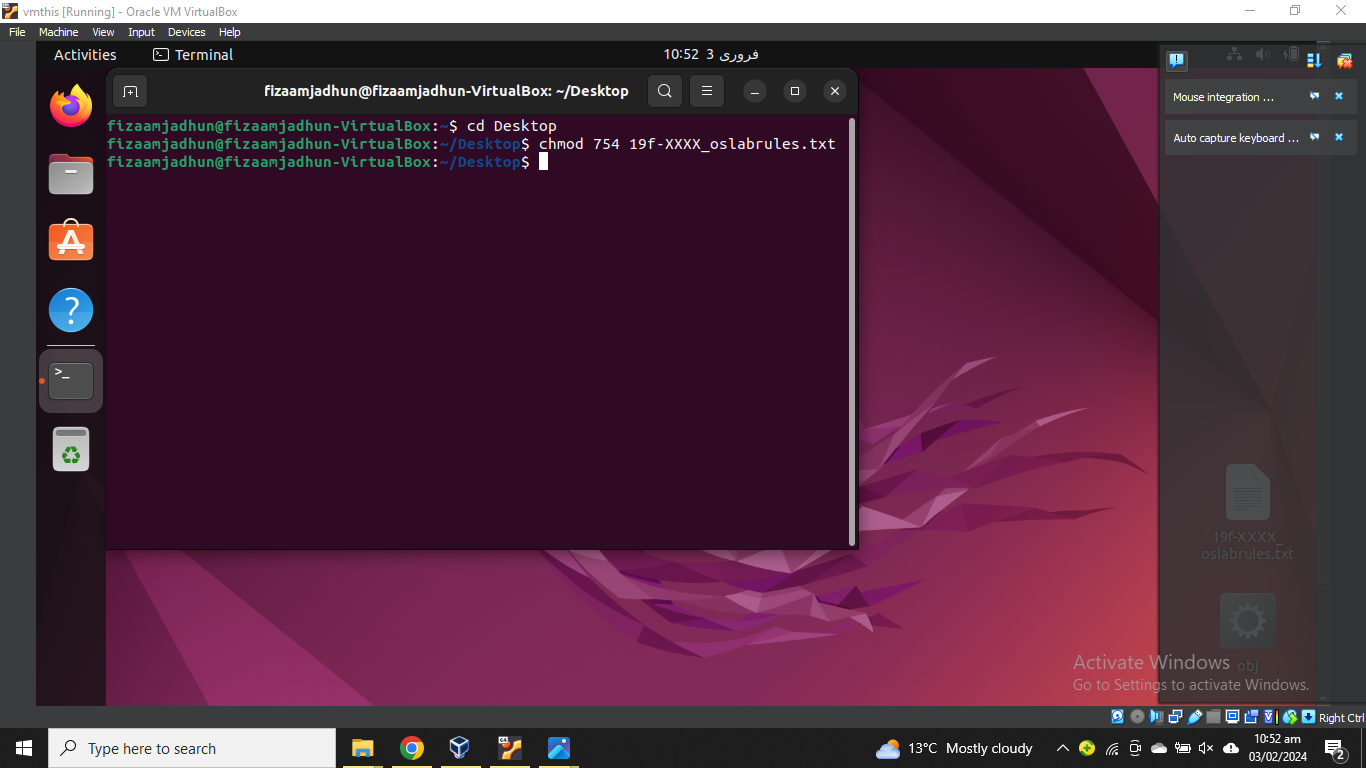 vmthis [Running] - Oracle VM VirtualBox
File Machine View Input Devices Help
Activities Terminal 10:52 3 فروری
fizaamjadhun@fizaamjadhun-VirtualBox: ~/Desktop
fizaamjadhun@fizaamjadhun-VirtualBox:~$ cd Desktop
fizaamjadhun@fizaamjadhun-VirtualBox:~/Desktop$ chmod 754 19f-XXXX_oslabrules.txt
fizaamjadhun@fizaamjadhun-VirtualBox:~/Desktop$
Mouse integration ...
Auto capture keyboard ...
19f-XXXX_
oslabrules.txt
obj
Activate Windows
Go to Settings to activate Windows.
Right Ctrl
Type here to search
13°C Mostly cloudy
10:52 am
03/02/2024
2